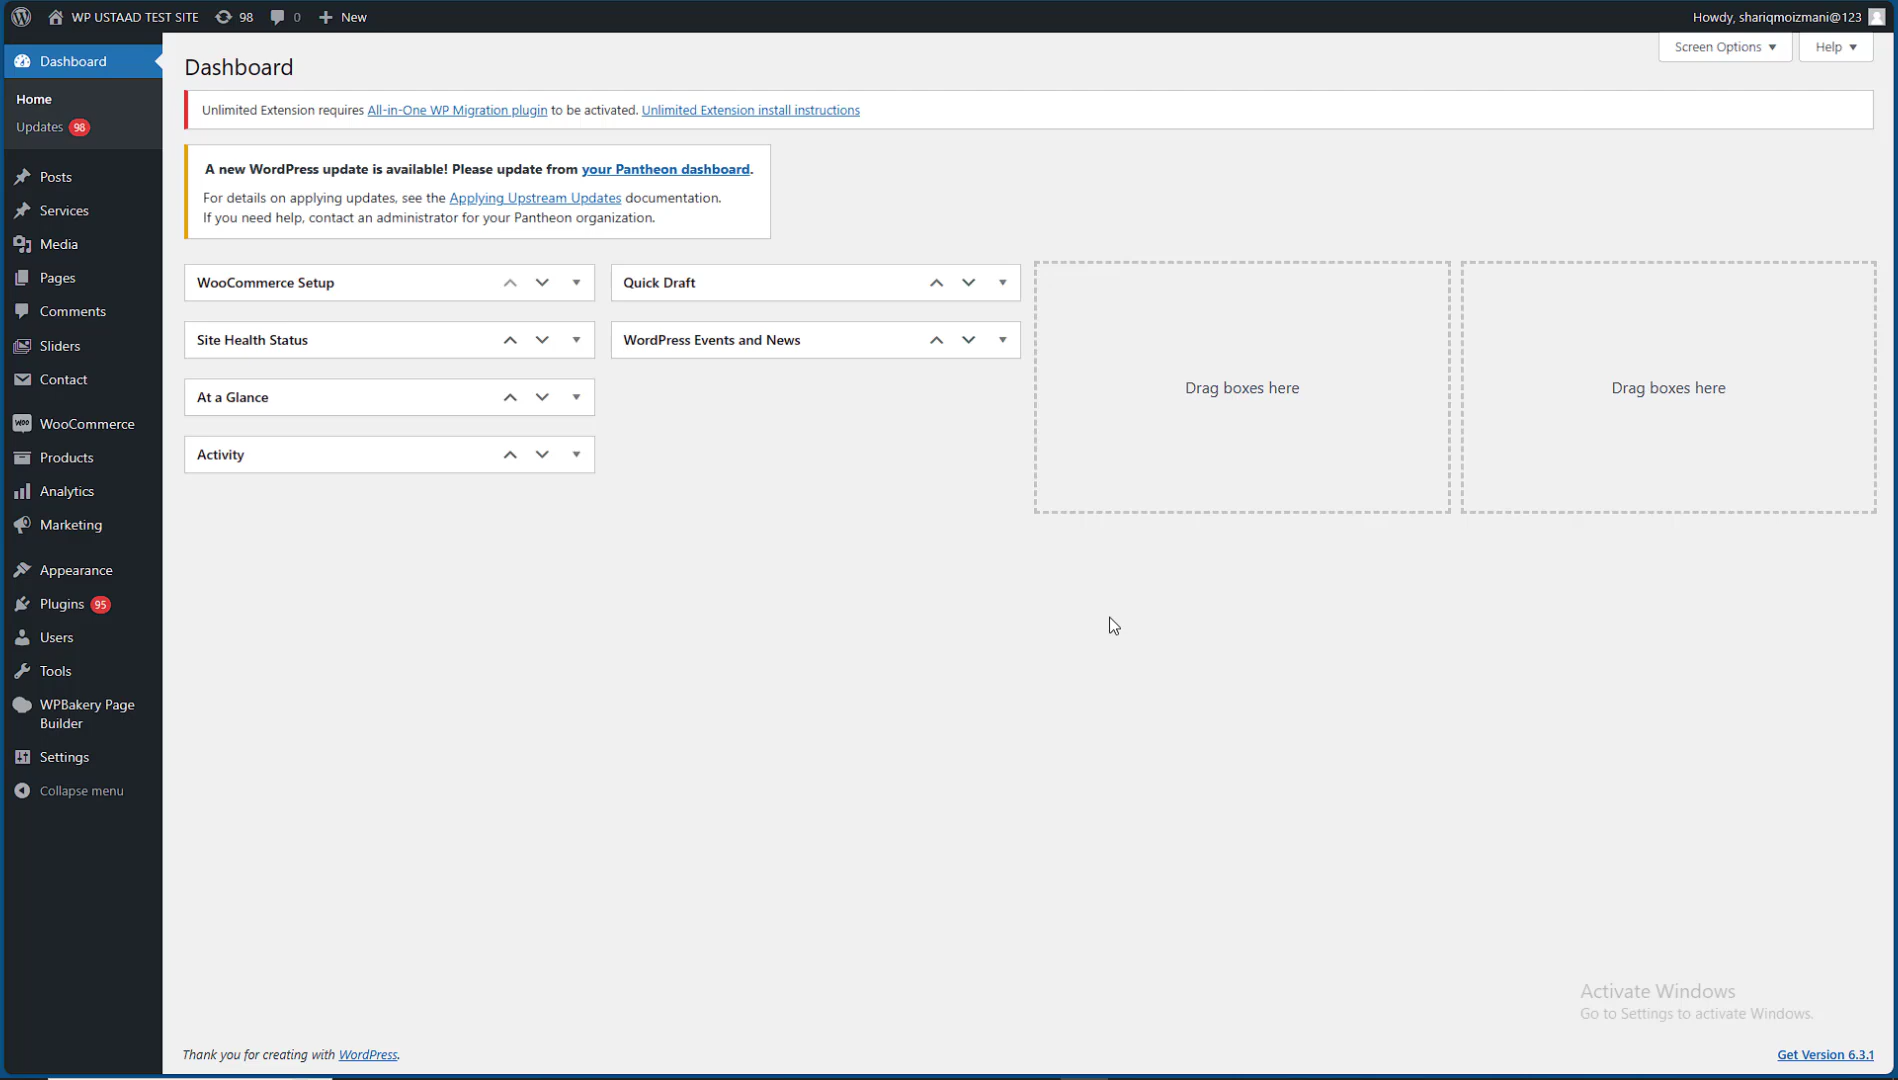 WP USTAAD TEST SITE 98 0 New
Howdy, shariqmoizmani@123
Dashboard
Home
Updates 98
Posts
Services
Media
Pages
Comments
Sliders
Contact
WooCommerce
Products
Analytics
Marketing
Appearance
Plugins 95
Users
Tools
WPBakery Page
Builder
Settings
Collapse menu
Screen Options
Help
Dashboard
Unlimited Extension requires All-in-One WP Migration plugin to be activated. Unlimited Extension install instructions
A new WordPress update is available! Please update from your Pantheon dashboard.
For details on applying updates, see the Applying Upstream Updates documentation.
If you need help, contact an administrator for your Pantheon organization.
WooCommerce Setup
Site Health Status
At a Glance
Activity
Quick Draft
WordPress Events and News
Drag boxes here
Drag boxes here
Activate Windows
Go to Settings to activate Windows.
Thank you for creating with WordPress.
Get Version 6.3.1